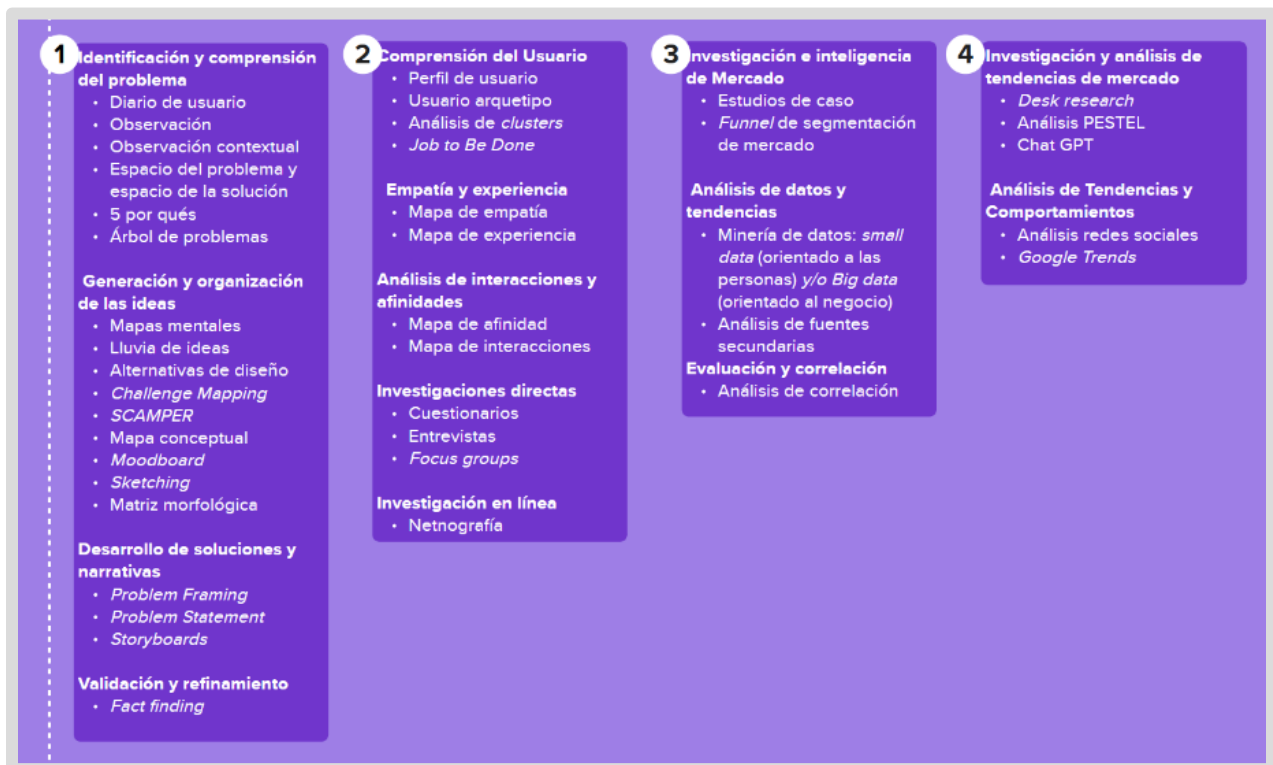 1
Identificación y comprensión
del problema
• Diario de usuario
• Observación
• Observación contextual
• Espacio del problema y
espacio de la solución
• 5 por qués
• Árbol de problemas
Generación y organización
de las ideas
• Mapas mentales
• Lluvia de ideas
• Alternativas de diseño
• Challenge Mapping
• SCAMPER
• Mapa conceptual
• Moodboard
• Sketching
• Matriz morfológica
Desarrollo de soluciones y
narrativas
• Problem Framing
• Problem Statement
• Storyboards
Validación y refinamiento
• Fact finding
2
Comprensión del Usuario
• Perfil de usuario
• Usuario arquetipo
• Análisis de clusters
• Job to Be Done
Empatía y experiencia
• Mapa de empatía
• Mapa de experiencia
Análisis de interacciones y
afinidades
• Mapa de afinidad
• Mapa de interacciones
Investigaciones directas
• Cuestionarios
• Entrevistas
• Focus groups
Investigación en línea
• Netnografía
3
Investigación e inteligencia
de Mercado
• Estudios de caso
• Funnel de segmentación
de mercado
Análisis de datos y
tendencias
• Minería de datos: small
data (orientado a las
personas) y/o Big data
(orientado al negocio)
• Análisis de fuentes
secundarias
Evaluación y correlación
• Análisis de correlación
4
Investigación y análisis de
tendencias de mercado
• Desk research
• Análisis PESTEL
• Chat GPT
Análisis de Tendencias y
Comportamientos
• Análisis redes sociales
• Google Trends